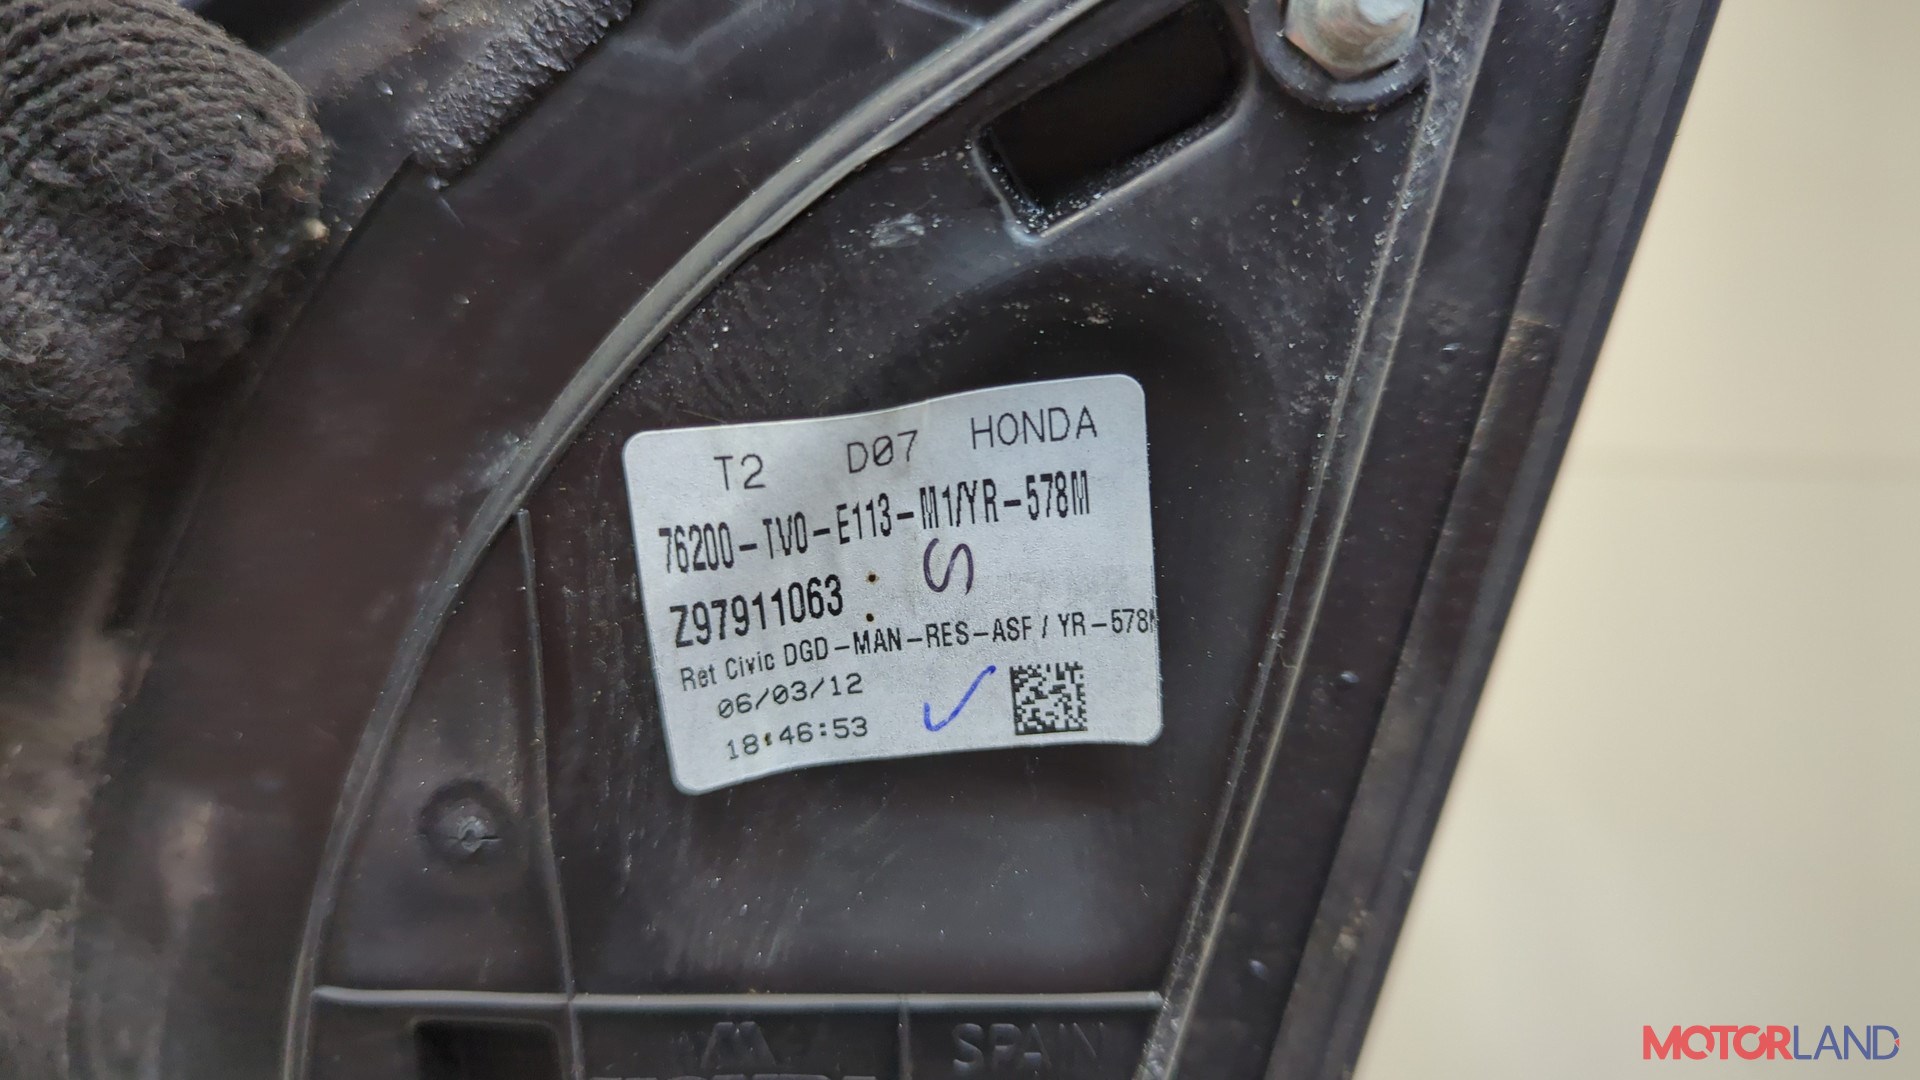 T2 D07 HONDA
76200-TV0-E113-M1/YR-578M
Z97911063 : S
Ret Civic DGD-MAN-RES-ASF / YR-578M
06/03/12
18:46:53
SPAIN
MOTORLAND